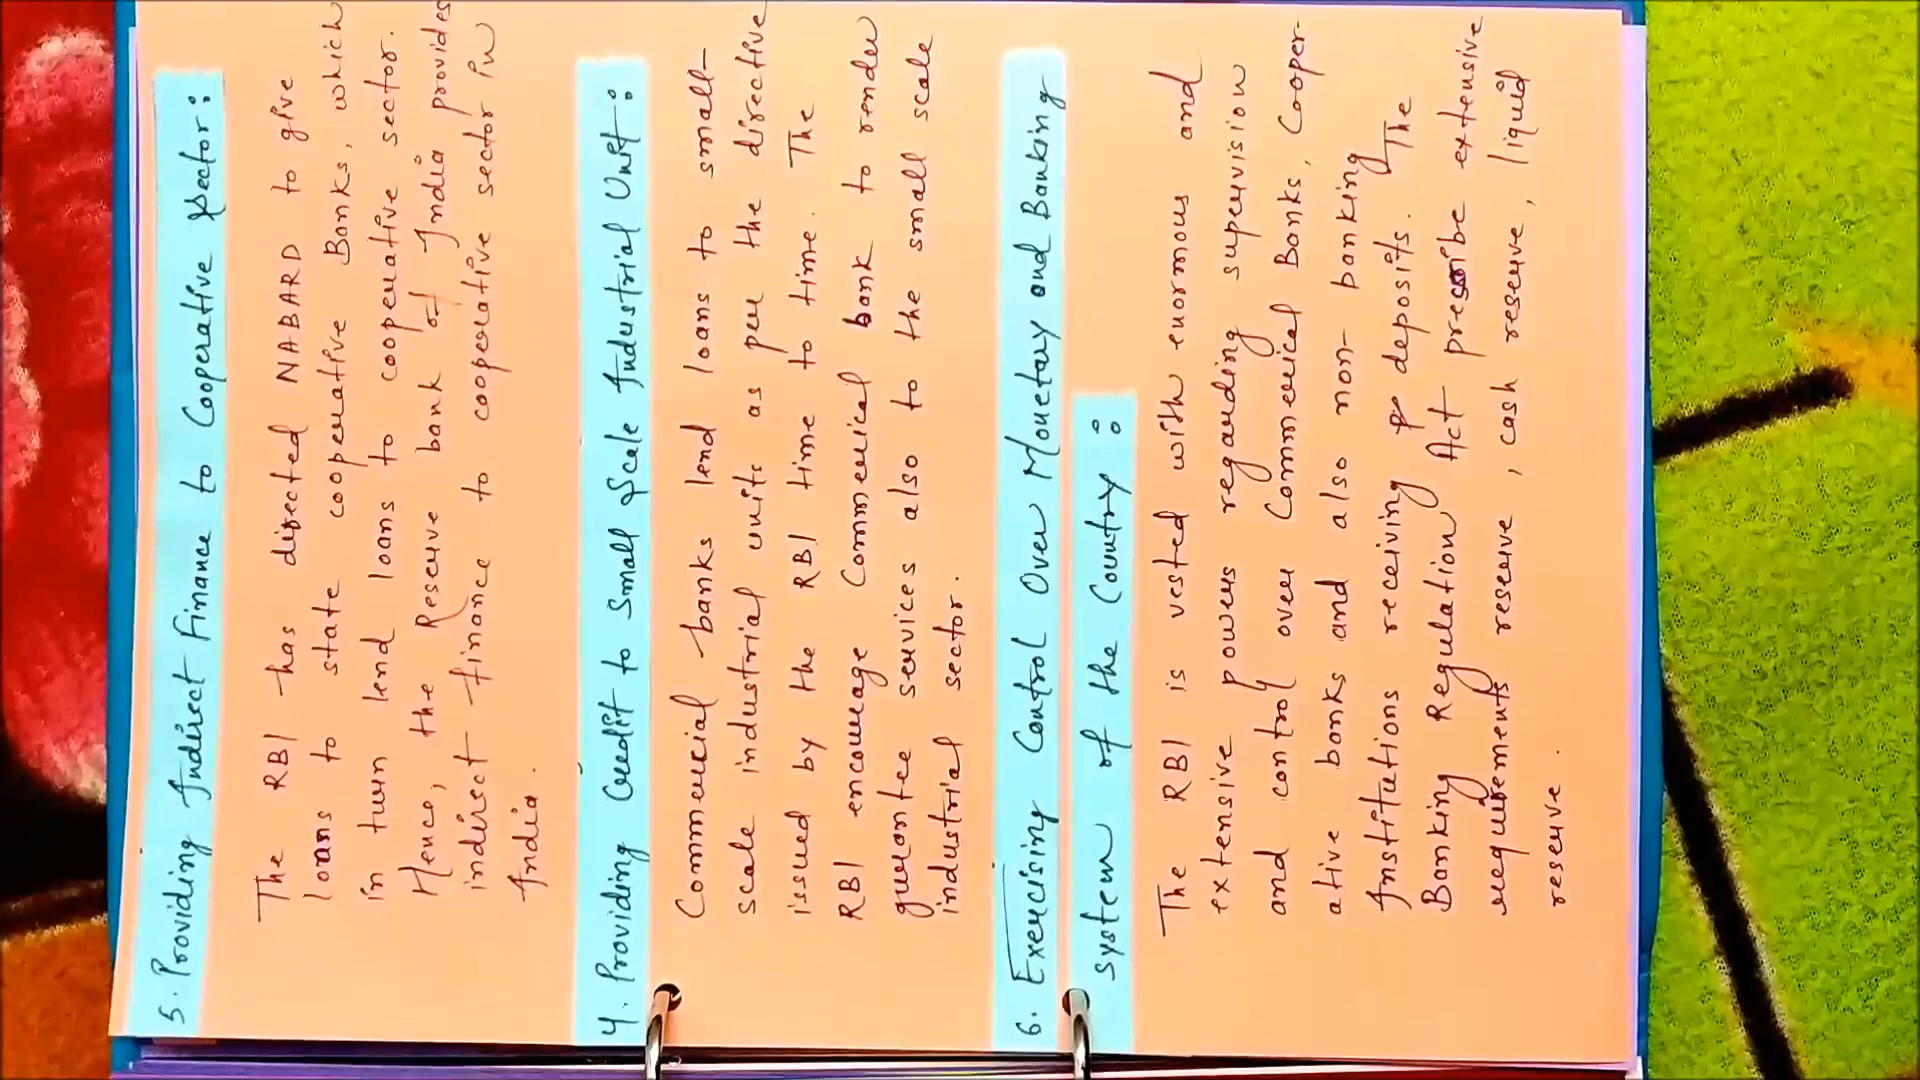 5. Providing Indirect Finance to Cooperative Sector:
The RBI has directed NABARD to give
loans to state cooperative Banks, which
in turn lend loans to cooperative sector.
Hence, the Reserve bank of India provides
indirect finance to cooperative sector in
India.
4. Providing Credit to Small Scale Industrial Unit:
Commercial banks lend loans to small-
scale industrial units as per the directive
issued by the RBI time to time. The
RBI encourage Commerical bank to render
gurantee services also to the small scale
industrial sector.
6. Exercising Control Over Monetary and Banking
system of the Country:
The RBI is vested with enormous and
extensive powers regarding supervision
and control over Commerical Banks, Cooper-
ative banks and also non-banking
Institutions receiving deposits. The
Banking Regulation Act prescribe extensive
requirements reserve, cash reserve, liquid
reserve.